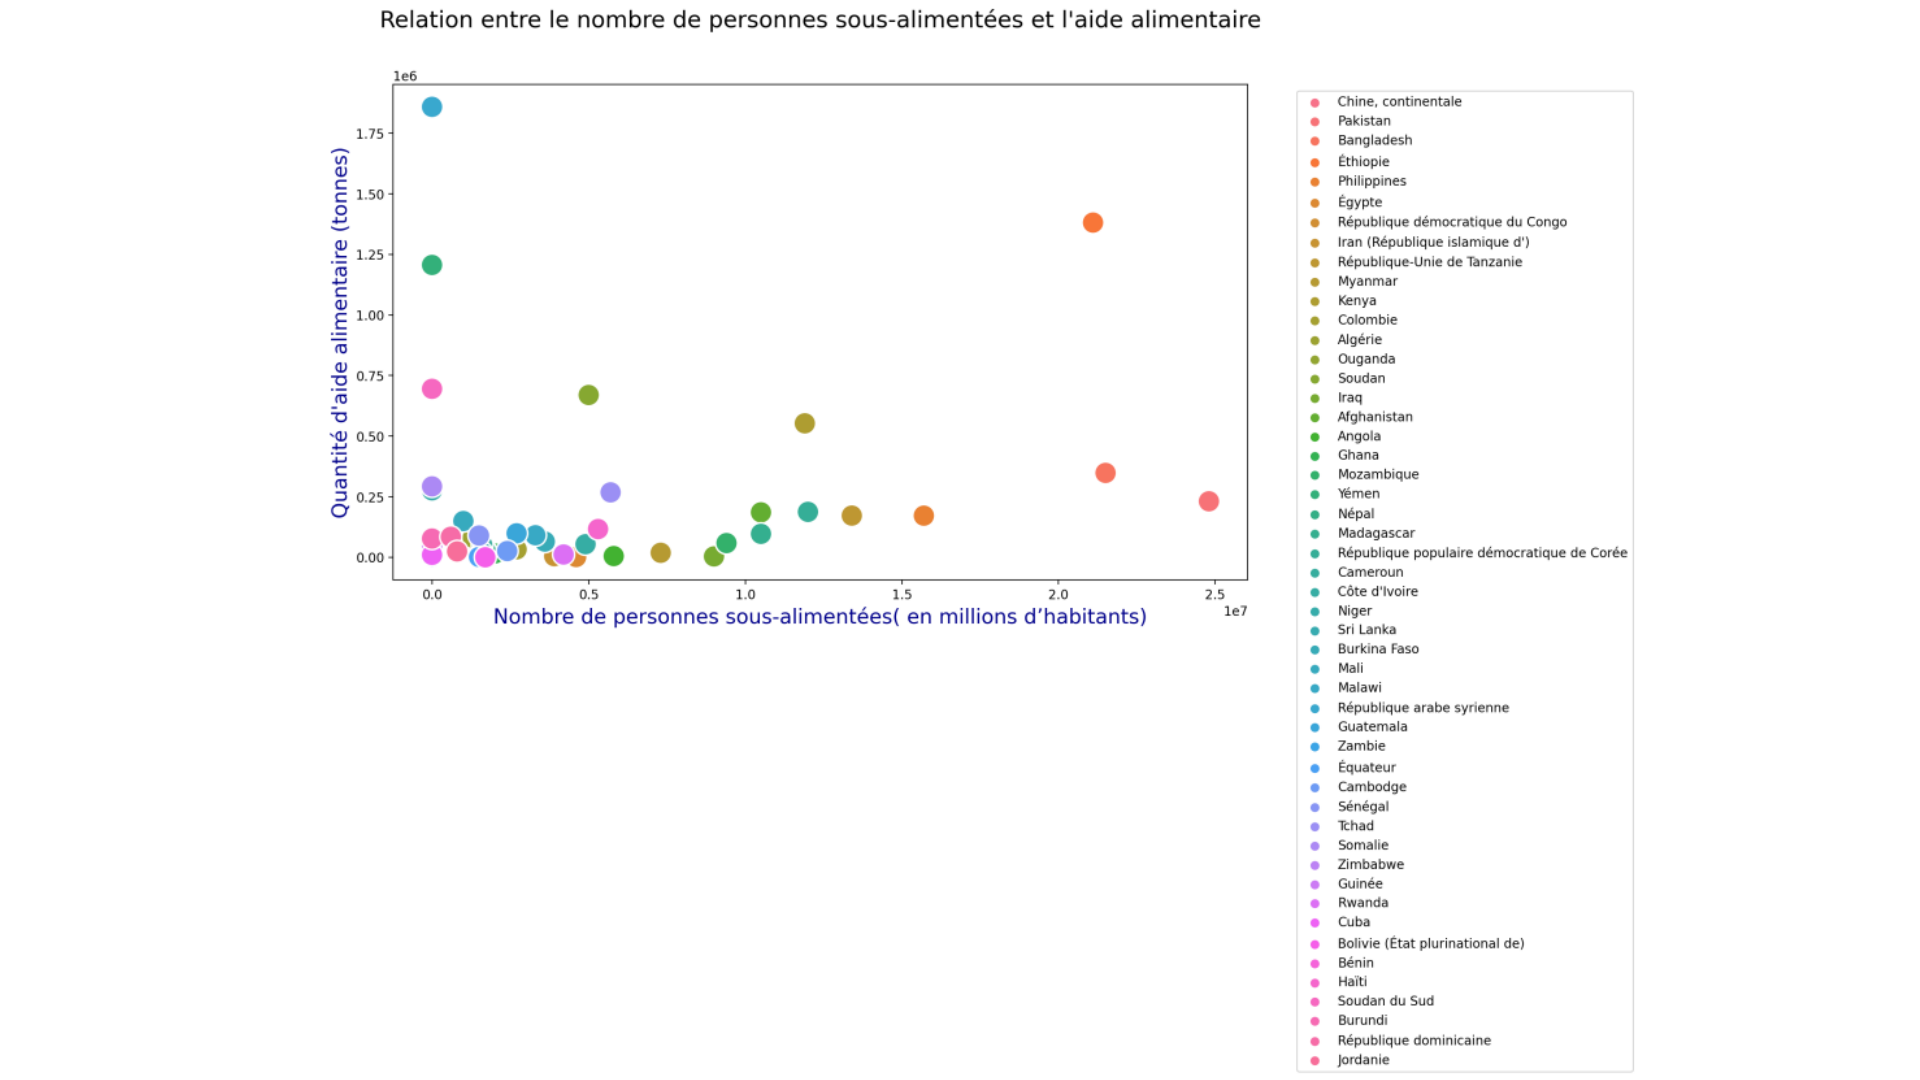 Relation entre le nombre de personnes sous-alimentées et l'aide alimentaire
1e6
1.75
1.50
1.25
1.00
0.75
0.50
0.25
0.00
Quantité d'aide alimentaire (tonnes)
0.0 0.5 1.0 1.5 2.0 2.5
1e7
Nombre de personnes sous-alimentées( en millions d’habitants)
Chine, continentale
Pakistan
Bangladesh
Éthiopie
Philippines
Égypte
République démocratique du Congo
Iran (République islamique d')
République-Unie de Tanzanie
Myanmar
Kenya
Colombie
Algérie
Ouganda
Soudan
Iraq
Afghanistan
Angola
Ghana
Mozambique
Yémen
Népal
Madagascar
République populaire démocratique de Corée
Cameroun
Côte d'Ivoire
Niger
Sri Lanka
Burkina Faso
Mali
Malawi
République arabe syrienne
Guatemala
Zambie
Équateur
Cambodge
Sénégal
Tchad
Somalie
Zimbabwe
Guinée
Rwanda
Cuba
Bolivie (État plurinational de)
Bénin
Haïti
Soudan du Sud
Burundi
République dominicaine
Jordanie